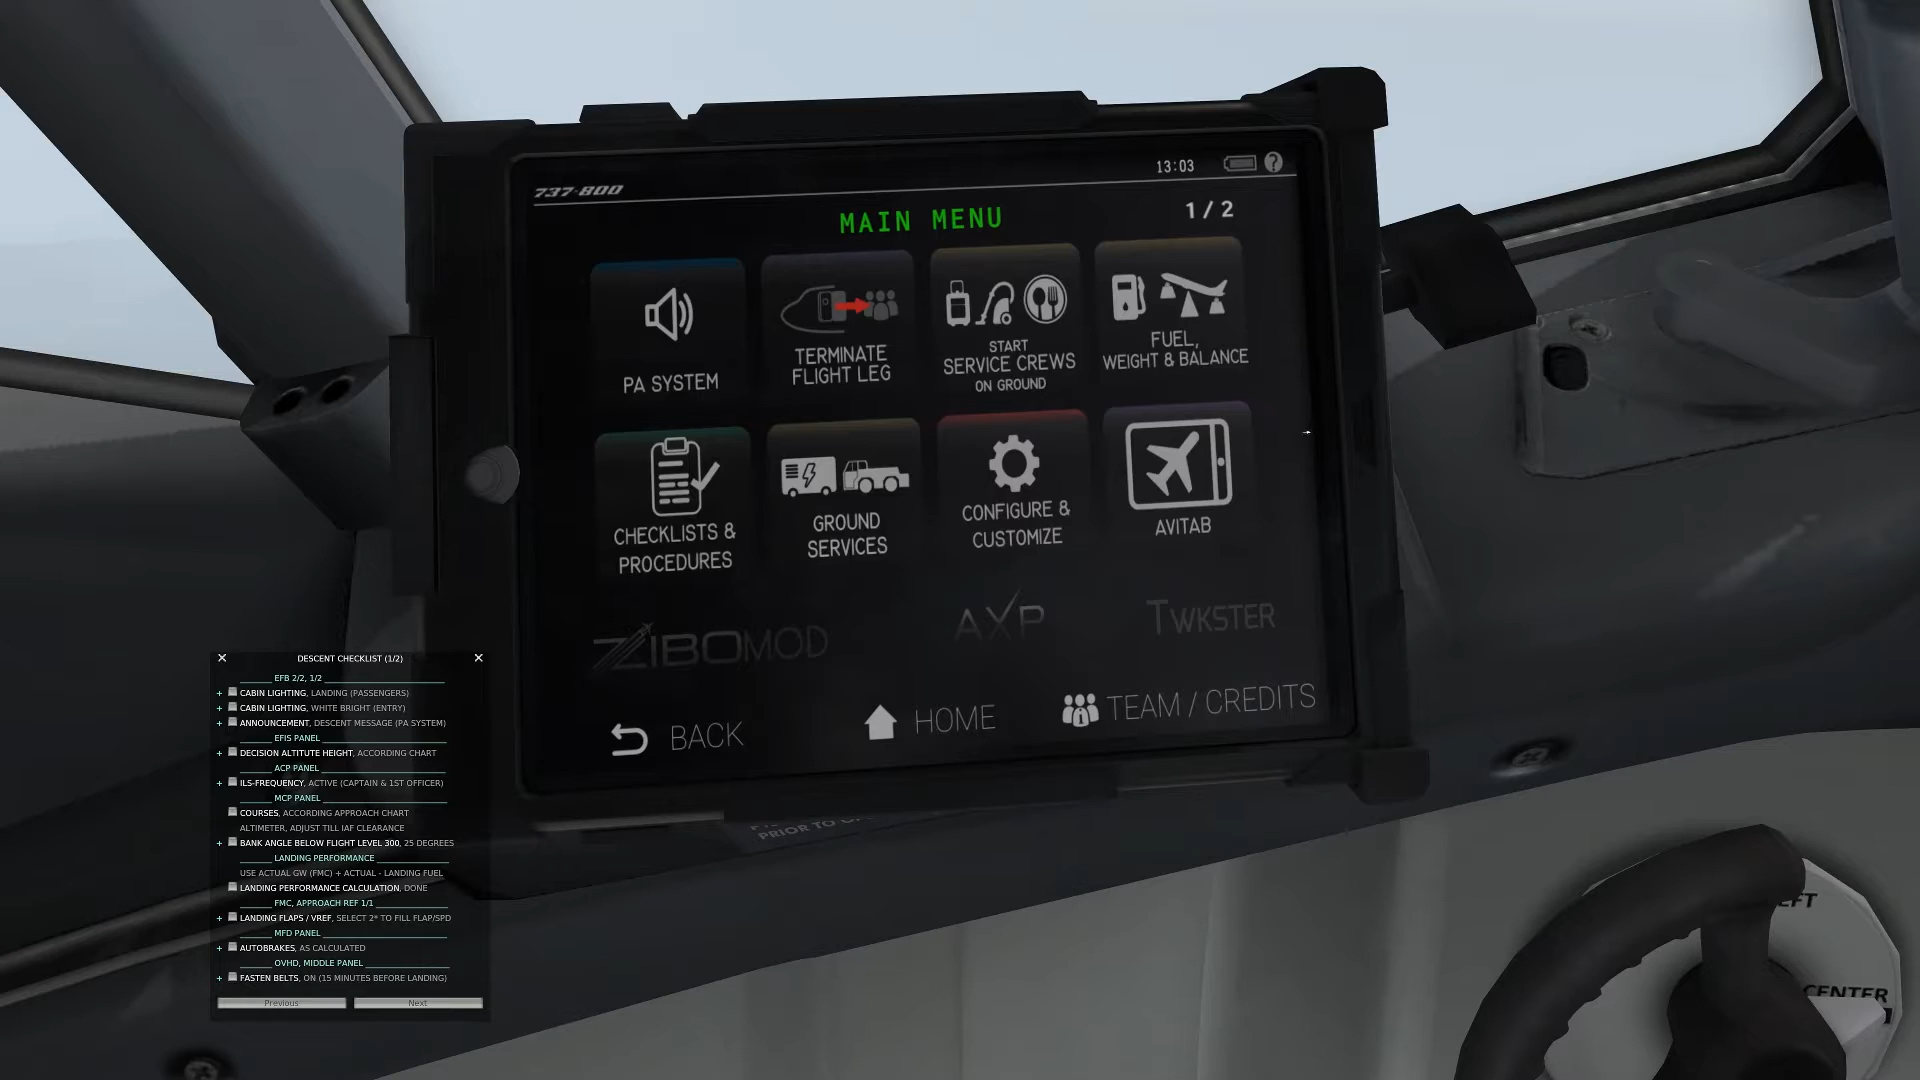 13:03
737-800
MAIN MENU
1 / 2
PA SYSTEM
TERMINATE
FLIGHT LEG
START
SERVICE CREWS
ON GROUND
FUEL,
WEIGHT & BALANCE
CHECKLISTS &
PROCEDURES
GROUND
SERVICES
CONFIGURE &
CUSTOMIZE
AVITAB
ZIBOMOD
AXP
TWKSTER
BACK
HOME
TEAM / CREDITS
PRIOR TO
DESCENT CHECKLIST (1/2)
EFB 2/2, 1/2
+ CABIN LIGHTING, LANDING (PASSENGERS)
+ CABIN LIGHTING, WHITE BRIGHT (ENTRY)
+ ANNOUNCEMENT, DESCENT MESSAGE (PA SYSTEM)
EFIS PANEL
+ DECISION ALTITUTE HEIGHT, ACCORDING CHART
ACP PANEL
+ ILS-FREQUENCY, ACTIVE (CAPTAIN & 1ST OFFICER)
MCP PANEL
COURSES, ACCORDING APPROACH CHART
ALTIMETER, ADJUST TILL IAF CLEARANCE
+ BANK ANGLE BELOW FLIGHT LEVEL 300, 25 DEGREES
LANDING PERFORMANCE
USE ACTUAL GW (FMC) + ACTUAL - LANDING FUEL
LANDING PERFORMANCE CALCULATION, DONE
FMC, APPROACH REF 1/1
+ LANDING FLAPS / VREF, SELECT 2* TO FILL FLAP/SPD
MFD PANEL
+ AUTOBRAKES, AS CALCULATED
OVHD, MIDDLE PANEL
+ FASTEN BELTS, ON (15 MINUTES BEFORE LANDING)
Previous
Next
CENTER